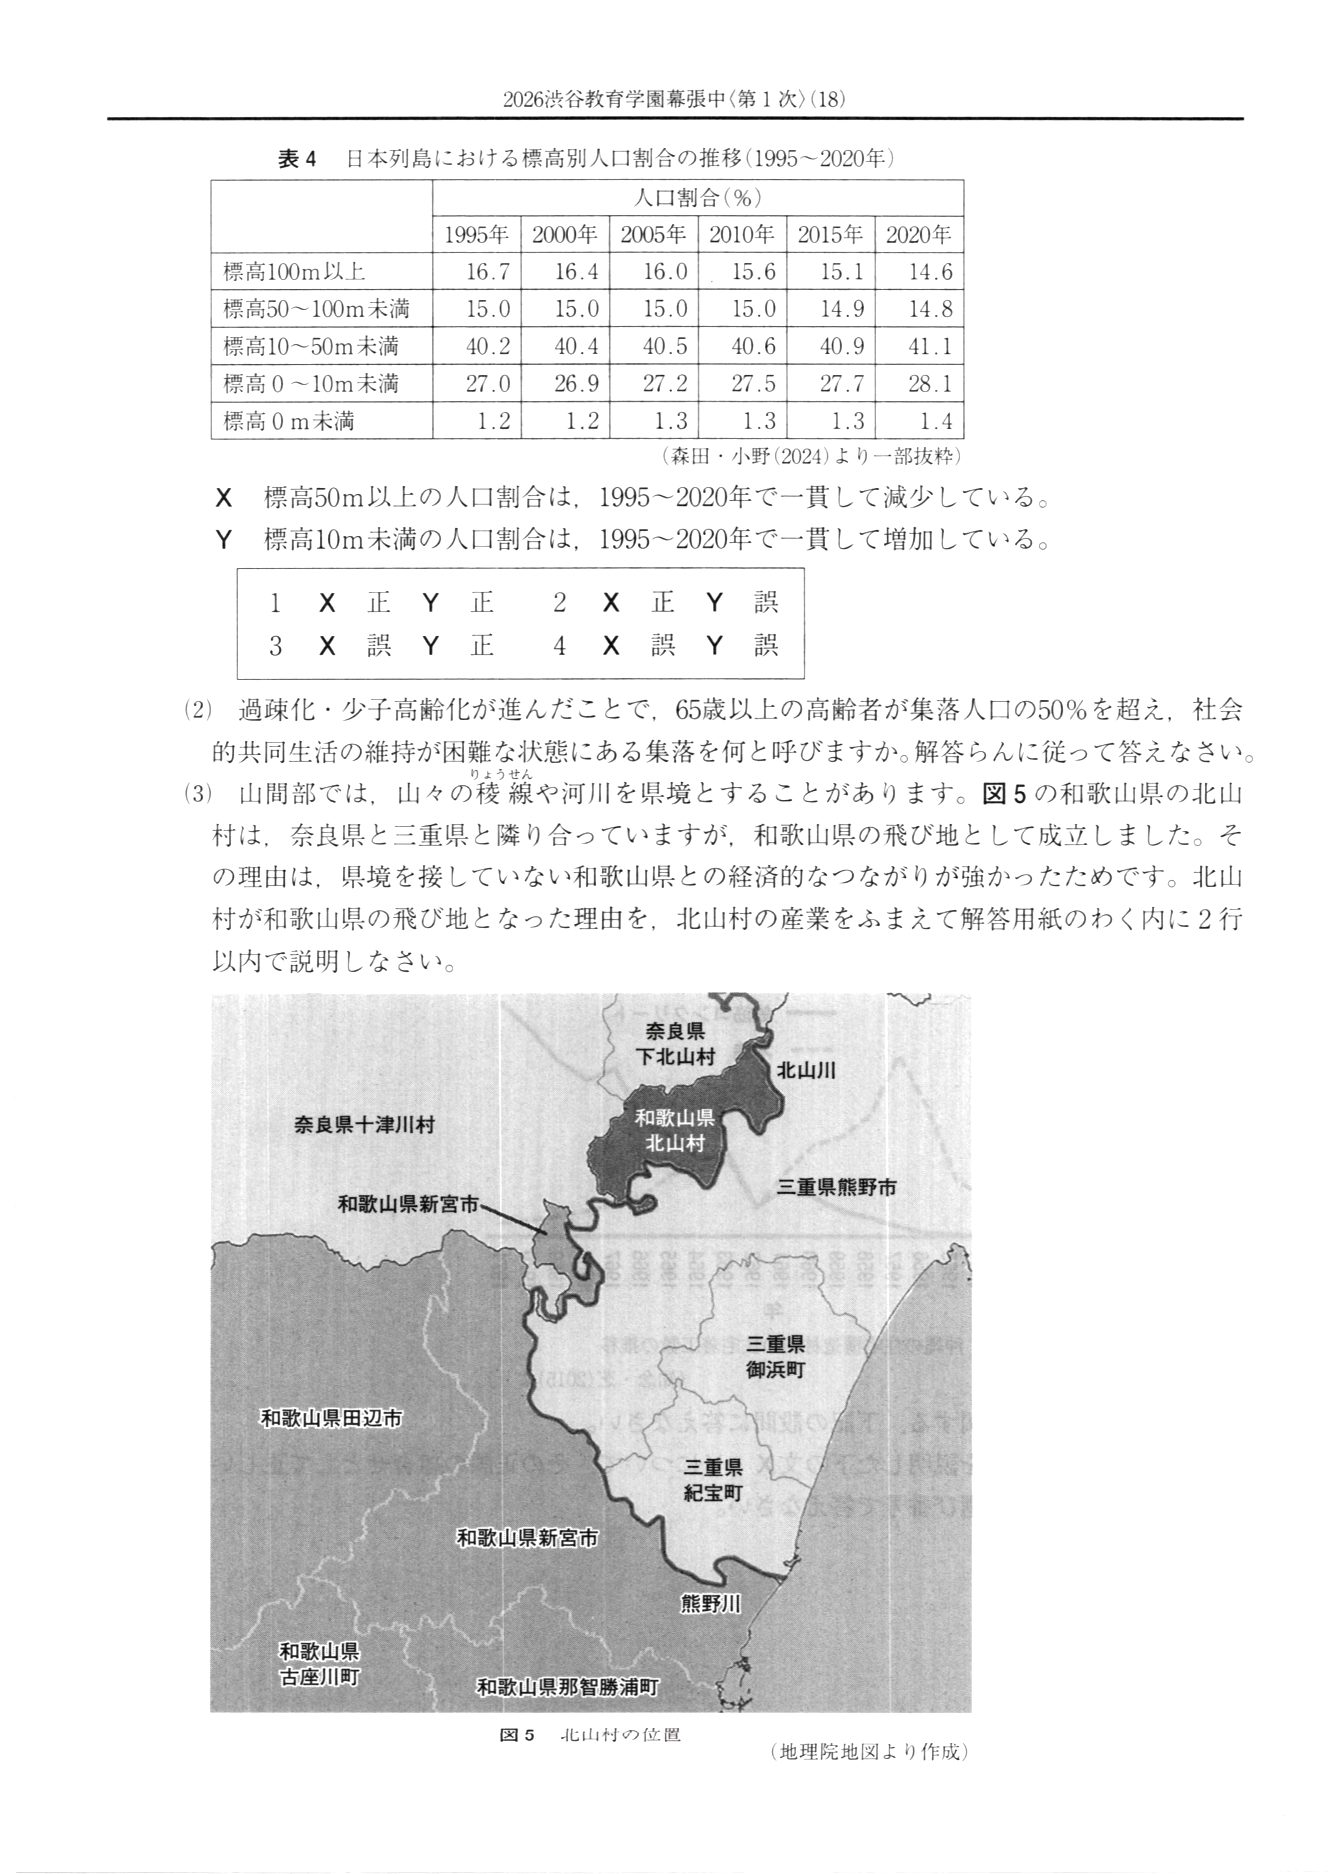 2026渋谷教育学園幕張中〈第1次〉(18)
表4　日本列島における標高別人口割合の推移(1995～2020年)
人口割合(％)
1995年 2000年 2005年 2010年 2015年 2020年
標高100m以上 16.7 16.4 16.0 15.6 15.1 14.6
標高50～100m未満 15.0 15.0 15.0 15.0 14.9 14.8
標高10～50m未満 40.2 40.4 40.5 40.6 40.9 41.1
標高0～10m未満 27.0 26.9 27.2 27.5 27.7 28.1
標高0m未満 1.2 1.2 1.3 1.3 1.3 1.4
(森田・小野(2024)より一部抜粋)
X　標高50m以上の人口割合は，1995～2020年で一貫して減少している。
Y　標高10m未満の人口割合は，1995～2020年で一貫して増加している。
1　X　正　Y　正　2　X　正　Y　誤
3　X　誤　Y　正　4　X　誤　Y　誤
(2)　過疎化・少子高齢化が進んだことで，65歳以上の高齢者が集落人口の50％を超え，社会
的共同生活の維持が困難な状態にある集落を何と呼びますか。解答らんに従って答えなさい。
りょうせん
(3)　山間部では，山々の稜線や河川を県境とすることがあります。図5の和歌山県の北山
村は，奈良県と三重県と隣り合っていますが，和歌山県の飛び地として成立しました。そ
の理由は，県境を接していない和歌山県との経済的なつながりが強かったためです。北山
村が和歌山県の飛び地となった理由を，北山村の産業をふまえて解答用紙のわく内に2行
以内で説明しなさい。
奈良県
下北山村
北山川
和歌山県
北山村
奈良県十津川村
三重県熊野市
和歌山県新宮市
三重県
御浜町
和歌山県田辺市
三重県
紀宝町
和歌山県新宮市
熊野川
和歌山県
古座川町
和歌山県那智勝浦町
図5　北山村の位置
(地理院地図より作成)